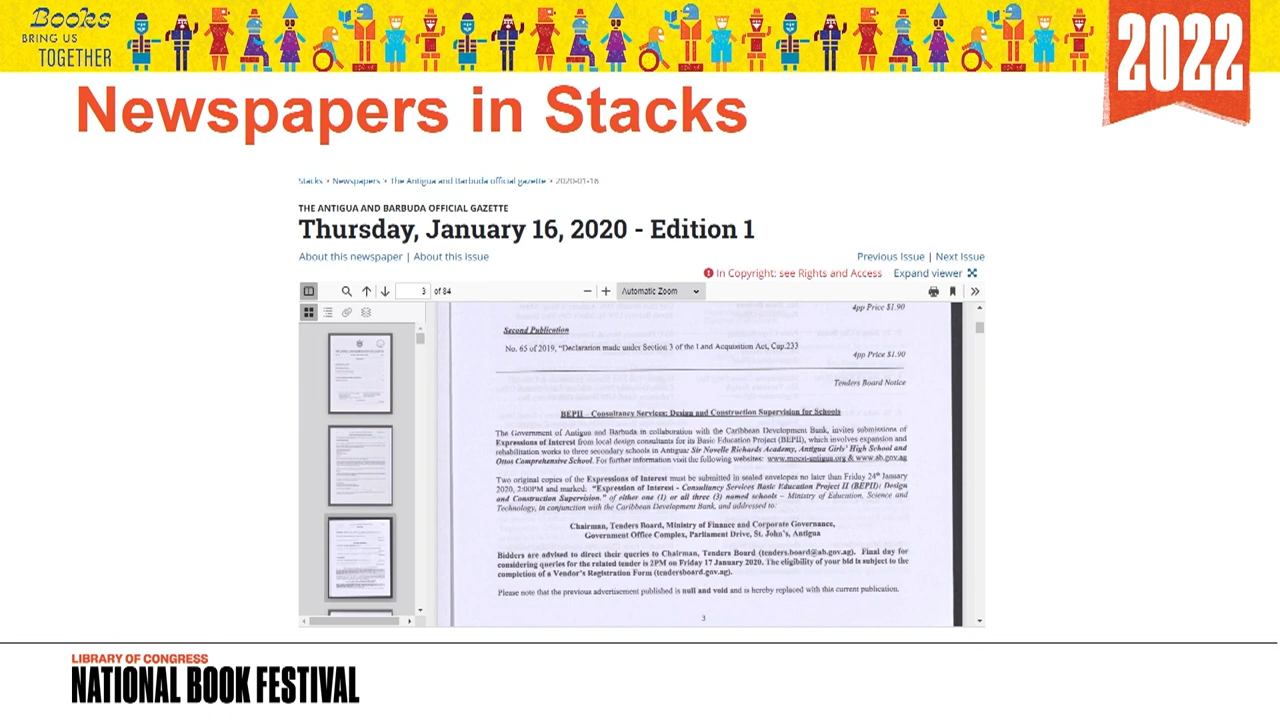 Books
BRING US
TOGETHER
2022
Newspapers in Stacks
Stacks • Newspapers • The Antigua and Barbuda official gazette • 2020-01-16
THE ANTIGUA AND BARBUDA OFFICIAL GAZETTE
Thursday, January 16, 2020 - Edition 1
About this newspaper | About this issue
Previous Issue | Next Issue
In Copyright: see Rights and Access Expand viewer
3 of 84
Automatic Zoom
4pp Price $1.90
Second Publication
No. 65 of 2019, "Declaration made under Section 3 of the Land Acquisition Act, Cap.233
4pp Price $1.90
Tenders Board Notice
BEPII – Consultancy Services: Design and Construction Supervision for Schools
The Government of Antigua and Barbuda in collaboration with the Caribbean Development Bank, invites submissions of
Expressions of Interest from local design consultants for its Basic Education Project (BEPII), which involves expansion and
rehabilitation works to three secondary schools in Antigua: Sir Novelle Richards Academy, Antigua Girls' High School and
Ottos Comprehensive School. For further information visit the following websites: www.moest-antigua.org & www.ab.gov.ag
Two original copies of the Expressions of Interest must be submitted in sealed envelopes no later than Friday 24th January
2020, 2:00PM and marked: "Expression of Interest - Consultancy Services Basic Education Project II (BEPII): Design
and Construction Supervision." of either one (1) or all three (3) named schools – Ministry of Education, Science and
Technology, in conjunction with the Caribbean Development Bank, and addressed to:
Chairman, Tenders Board, Ministry of Finance and Corporate Governance,
Government Office Complex, Parliament Drive, St. John's, Antigua
Bidders are advised to direct their queries to Chairman, Tenders Board (tenders.board@ab.gov.ag). Final day for
considering queries for the related tender is 2PM on Friday 17 January 2020. The eligibility of your bid is subject to the
completion of a Vendor's Registration Form (tendersboard.gov.ag).
Please note that the previous advertisement published is null and void and is hereby replaced with this current publication.
3
LIBRARY OF CONGRESS
NATIONAL BOOK FESTIVAL